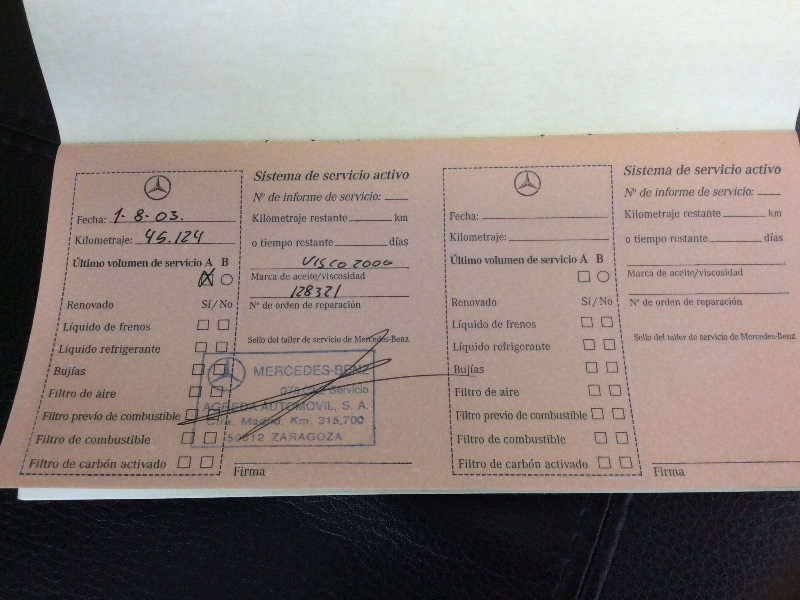 Fecha: 1-8-03.
Kilometraje: 45.124
Último volumen de servicio A B
Renovado Sí/No
Líquido de frenos
Líquido refrigerante
Bujías
Filtro de aire
Filtro previo de combustible
Filtro de combustible
Filtro de carbón activado
Sistema de servicio activo
Nº de informe de servicio:
Kilometraje restante km
o tiempo restante días
VISCO 2000
Marca de aceite/viscosidad
128321
Nº de orden de reparación
Sello del taller de servicio de Mercedes-Benz
MERCEDES-BENZ
Servicio
AGREDA AUTOMOVIL, S. A.
Ctra. Madrid, Km. 315,700
50012 ZARAGOZA
Firma
Fecha:
Kilometraje:
Último volumen de servicio A B
Renovado Sí/No
Líquido de frenos
Líquido refrigerante
Bujías
Filtro de aire
Filtro previo de combustible
Filtro de combustible
Filtro de carbón activado
Sistema de servicio activo
Nº de informe de servicio:
Kilometraje restante km
o tiempo restante días
Marca de aceite/viscosidad
Nº de orden de reparación
Sello del taller de servicio de Mercedes-Benz
Firma